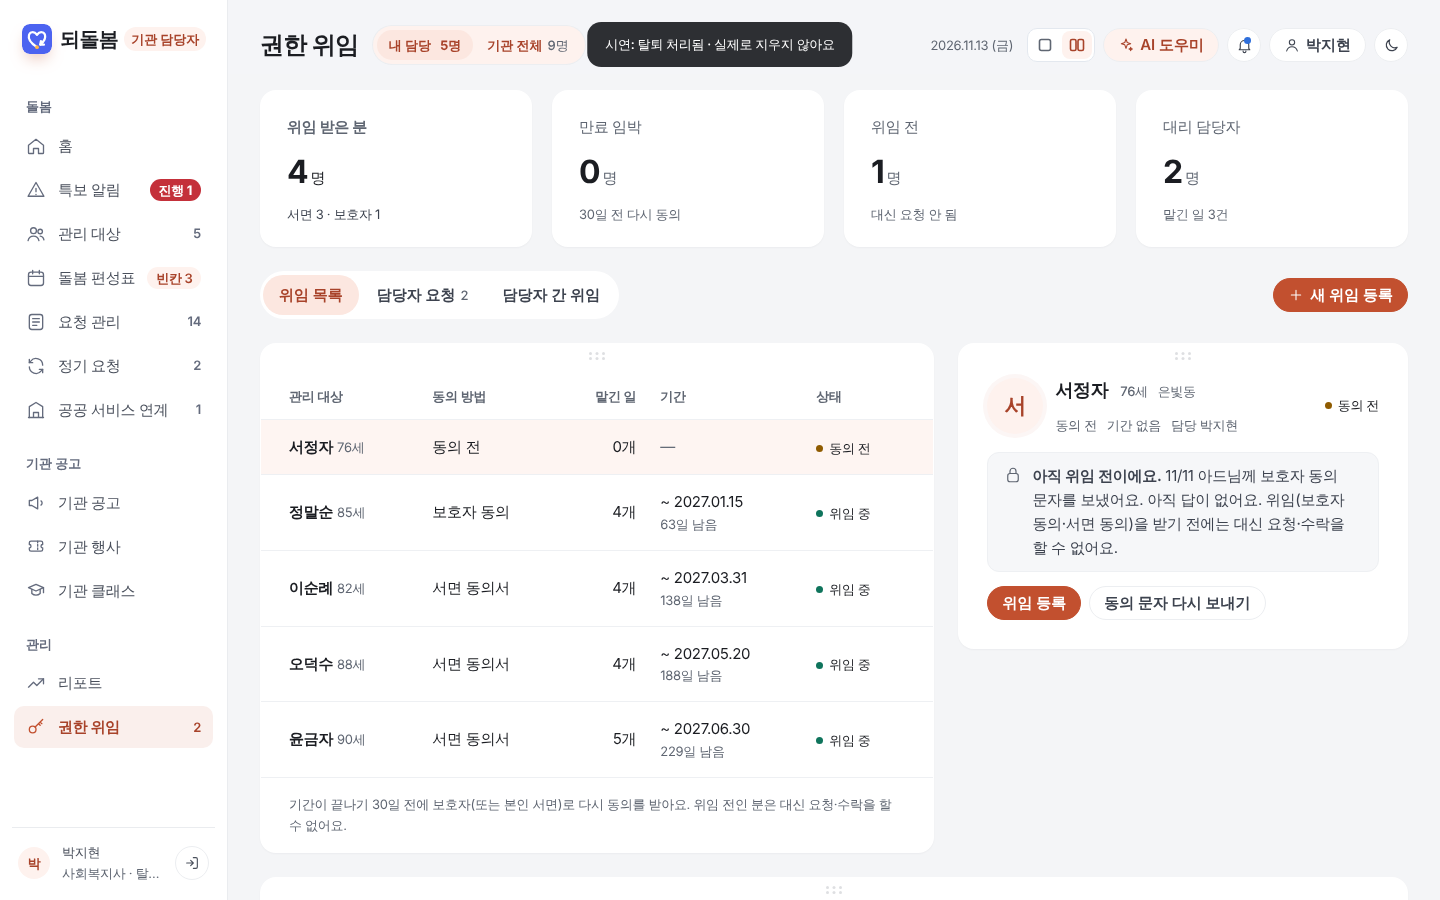 되돌봄 기관 담당자
돌봄
홈
특보 알림 진행 1
관리 대상 5
돌봄 편성표 빈칸 3
요청 관리 14
정기 요청 2
공공 서비스 연계 1
기관 공고
기관 공고
기관 행사
기관 클래스
관리
리포트
권한 위임 2
박 박지현
사회복지사 · 탈...
권한 위임 내 담당 5명 기관 전체 9명
시연: 탈퇴 처리됨 · 실제로 지우지 않아요
2026.11.13 (금) AI 도우미 박지현
위임 받은 분
4명
서면 3 · 보호자 1
만료 임박
0명
30일 전 다시 동의
위임 전
1명
대신 요청 안 됨
대리 담당자
2명
맡긴 일 3건
위임 목록 담당자 요청 2 담당자 간 위임
+ 새 위임 등록
관리 대상 동의 방법 맡긴 일 기간 상태
서정자 76세 동의 전 0개 — 동의 전
정말순 85세 보호자 동의 4개 ~ 2027.01.15 위임 중
63일 남음
이순례 82세 서면 동의서 4개 ~ 2027.03.31 위임 중
138일 남음
오덕수 88세 서면 동의서 4개 ~ 2027.05.20 위임 중
188일 남음
윤금자 90세 서면 동의서 5개 ~ 2027.06.30 위임 중
229일 남음
기간이 끝나기 30일 전에 보호자(또는 본인 서면)로 다시 동의를 받아요. 위임 전인 분은 대신 요청·수락을 할
수 없어요.
서 서정자 76세 은빛동
동의 전 기간 없음 담당 박지현
동의 전
아직 위임 전이에요. 11/11 아드님께 보호자 동의
문자를 보냈어요. 아직 답이 없어요. 위임(보호자
동의·서면 동의)을 받기 전에는 대신 요청·수락을
할 수 없어요.
위임 등록 동의 문자 다시 보내기